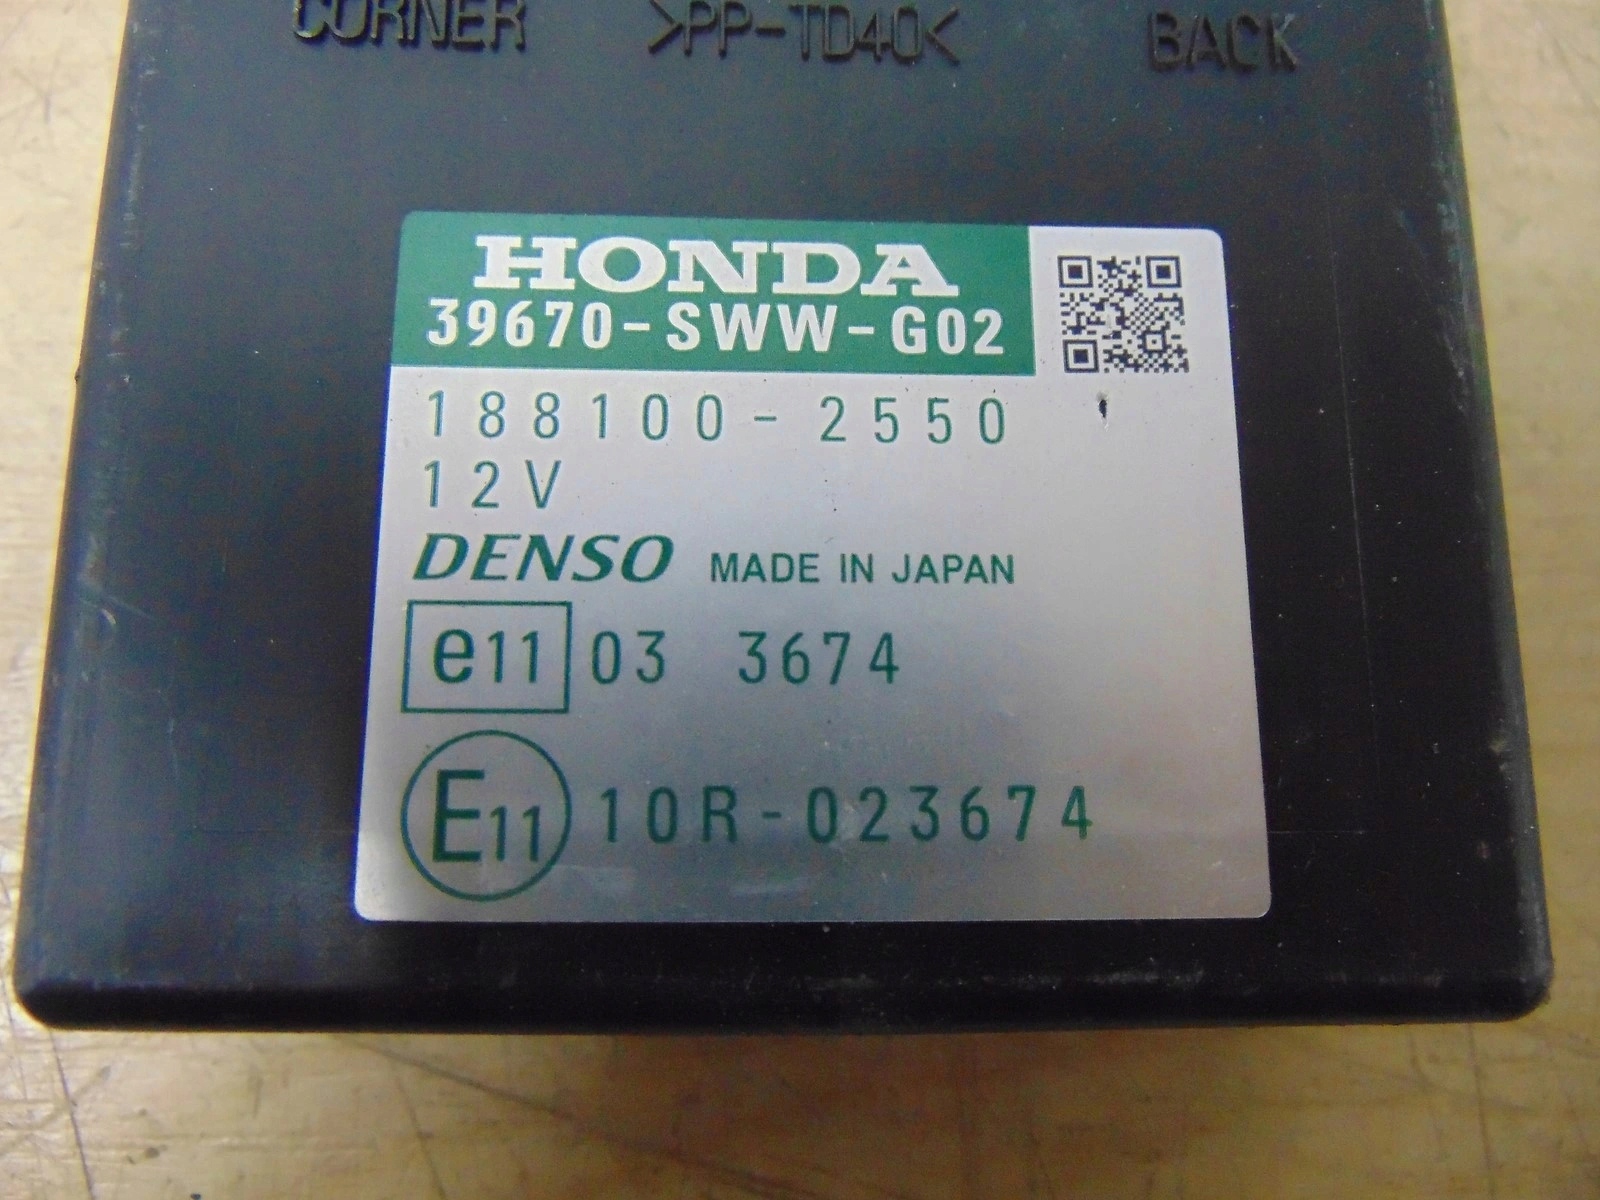 CORNER >PP-TD40< BACK
HONDA
39670-SWW-G02
188100-2550
12V
DENSO MADE IN JAPAN
e11 03 3674
E11 10R-023674